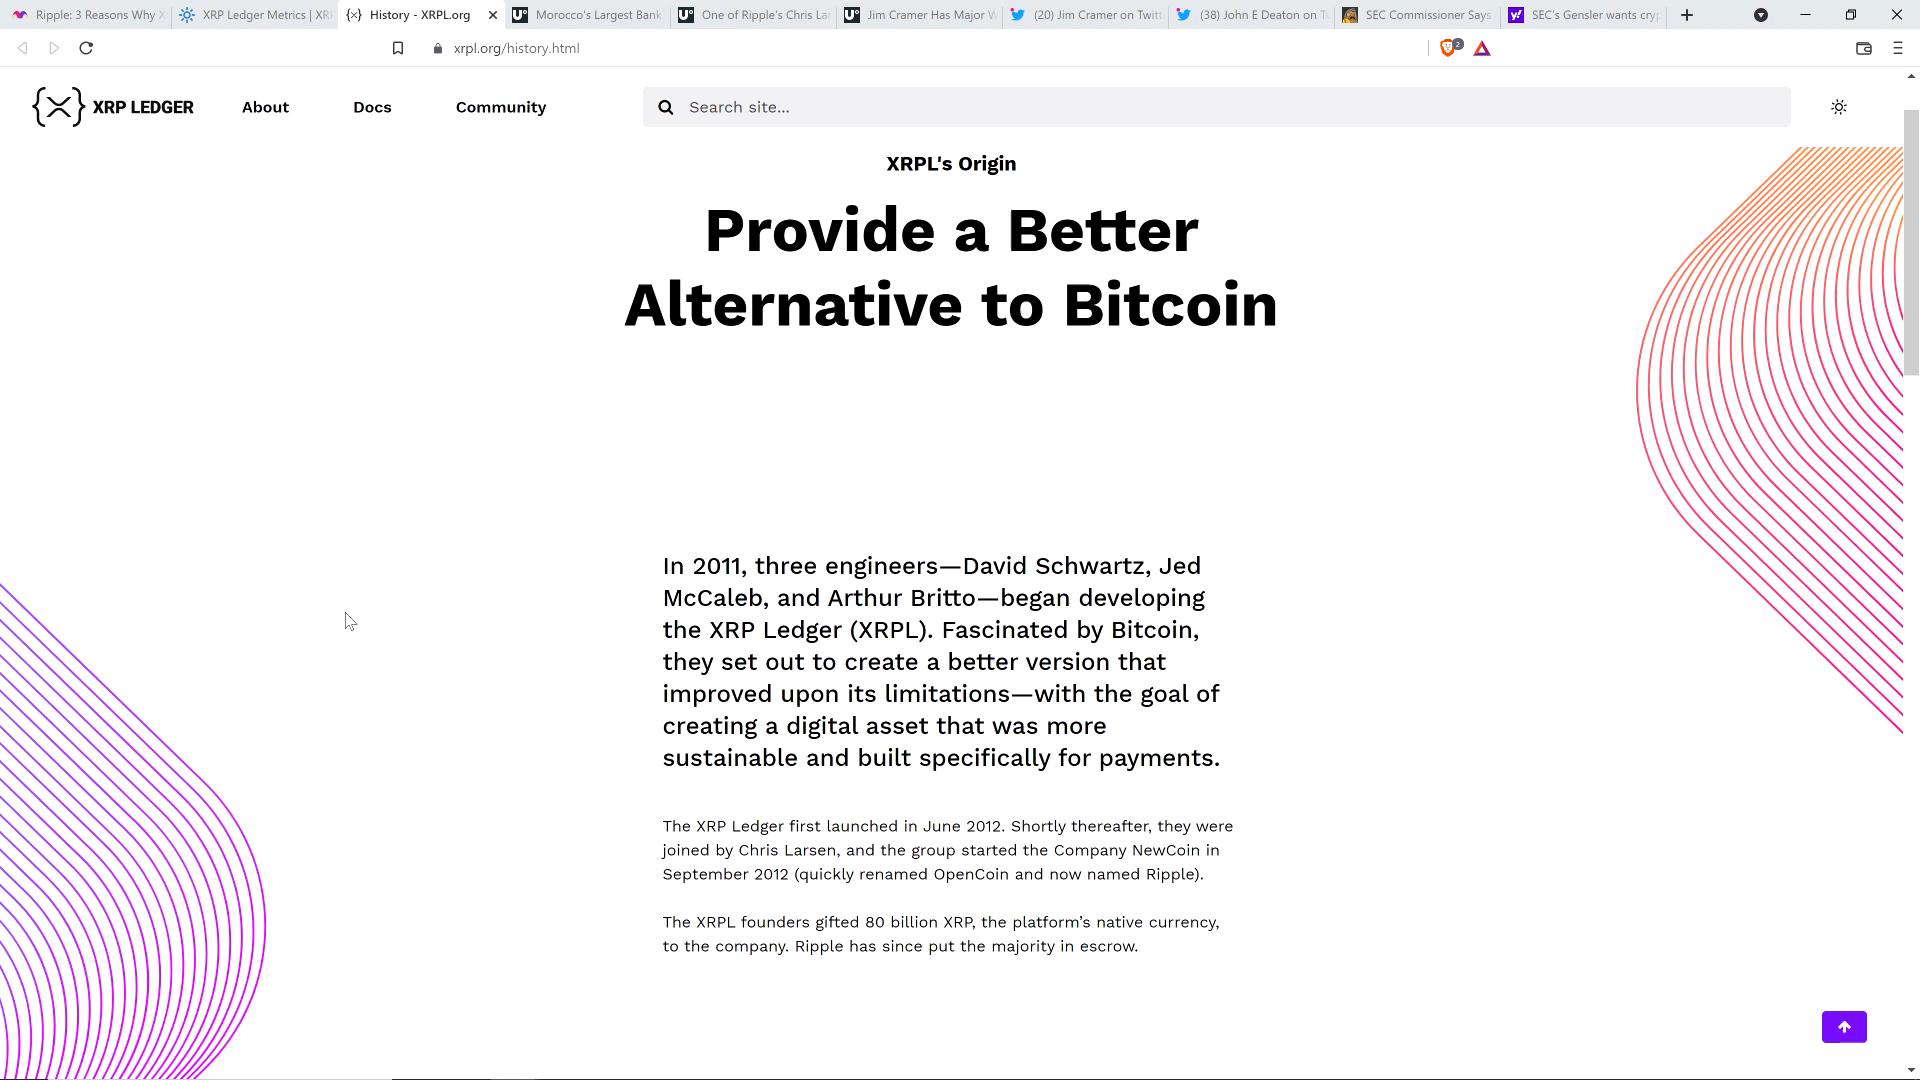 Ripple: 3 Reasons Why X
XRP Ledger Metrics | XR
History - XRPL.org
Morocco's Largest Bank
One of Ripple's Chris La
Jim Cramer Has Major W
(20) Jim Cramer on Twitt
(38) John E Deaton on T
SEC Commissioner Says
SEC's Gensler wants cryp
xrpl.org/history.html
2
XRP LEDGER
About
Docs
Community
Search site...
XRPL's Origin
Provide a Better
Alternative to Bitcoin
In 2011, three engineers—David Schwartz, Jed
McCaleb, and Arthur Britto—began developing
the XRP Ledger (XRPL). Fascinated by Bitcoin,
they set out to create a better version that
improved upon its limitations—with the goal of
creating a digital asset that was more
sustainable and built specifically for payments.
The XRP Ledger first launched in June 2012. Shortly thereafter, they were
joined by Chris Larsen, and the group started the Company NewCoin in
September 2012 (quickly renamed OpenCoin and now named Ripple).
The XRPL founders gifted 80 billion XRP, the platform’s native currency,
to the company. Ripple has since put the majority in escrow.